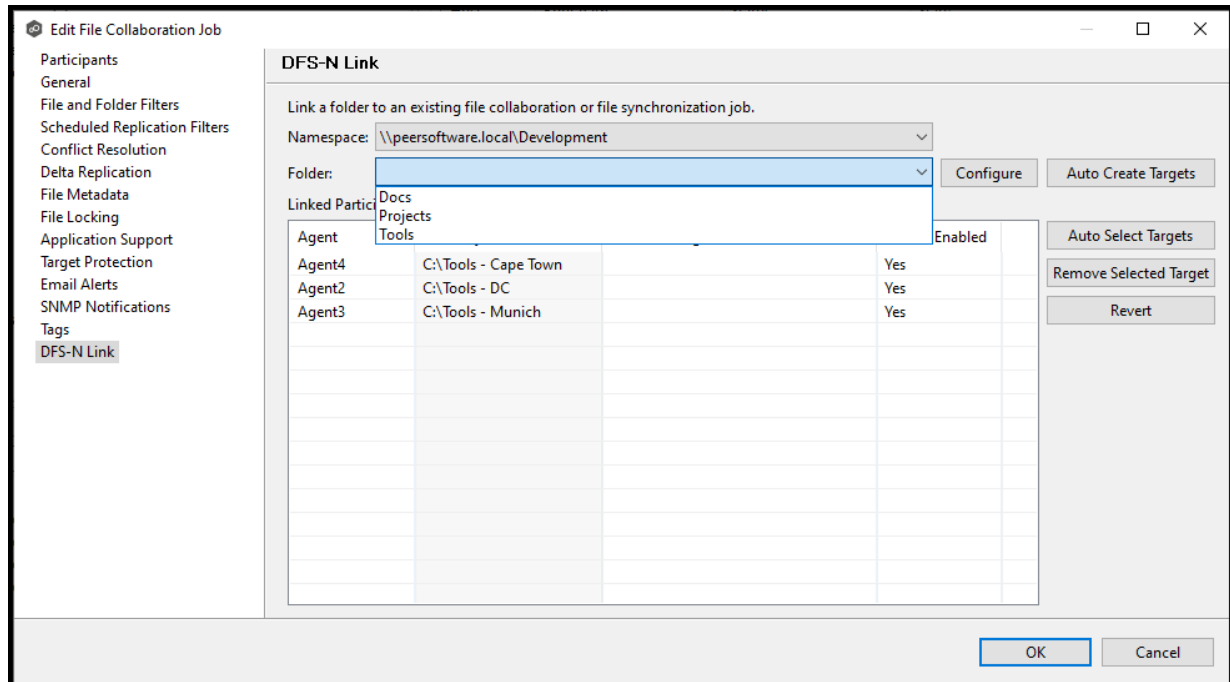 Edit File Collaboration Job
Participants
General
File and Folder Filters
Scheduled Replication Filters
Conflict Resolution
Delta Replication
File Metadata
File Locking
Application Support
Target Protection
Email Alerts
SNMP Notifications
Tags
DFS-N Link
DFS-N Link
Link a folder to an existing file collaboration or file synchronization job.
Namespace: \\peersoftware.local\Development
Folder: Configure Auto Create Targets
Docs
Projects
Tools
Linked Partici
Agent Enabled Auto Select Targets
Agent4 C:\Tools - Cape Town Yes Remove Selected Target
Agent2 C:\Tools - DC Yes
Agent3 C:\Tools - Munich Yes Revert
OK Cancel